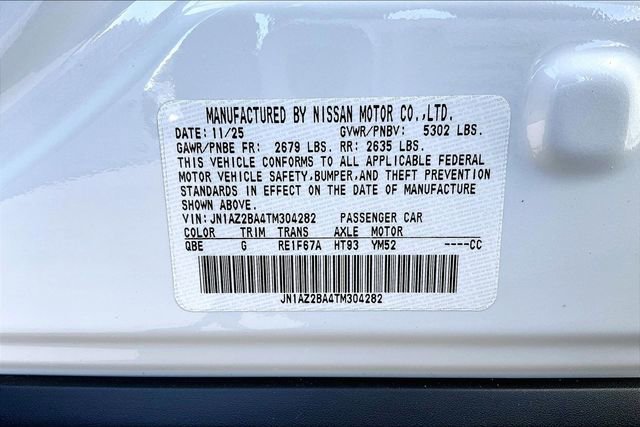 MANUFACTURED BY NISSAN MOTOR CO.,LTD.
DATE: 11/25 GVWR/PNBV: 5302 LBS.
GAWR/PNBE FR: 2679 LBS. RR: 2635 LBS.
THIS VEHICLE CONFORMS TO ALL APPLICABLE FEDERAL
MOTOR VEHICLE SAFETY,BUMPER,AND THEFT PREVENTION
STANDARDS IN EFFECT ON THE DATE OF MANUFACTURE
SHOWN ABOVE.
VIN: JN1AZ2BA4TM304282 PASSENGER CAR
COLOR TRIM TRANS AXLE MOTOR
QBE G RE1F67A HT93 YM52 ----CC
JN1AZ2BA4TM304282